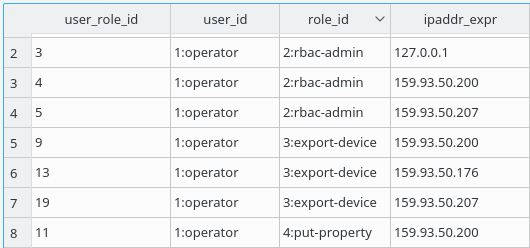 user_role_id user_id role_id ipaddr_expr
2 3 1:operator 2:rbac-admin 127.0.0.1
3 4 1:operator 2:rbac-admin 159.93.50.200
4 5 1:operator 2:rbac-admin 159.93.50.207
5 9 1:operator 3:export-device 159.93.50.200
6 13 1:operator 3:export-device 159.93.50.176
7 19 1:operator 3:export-device 159.93.50.207
8 11 1:operator 4:put-property 159.93.50.200